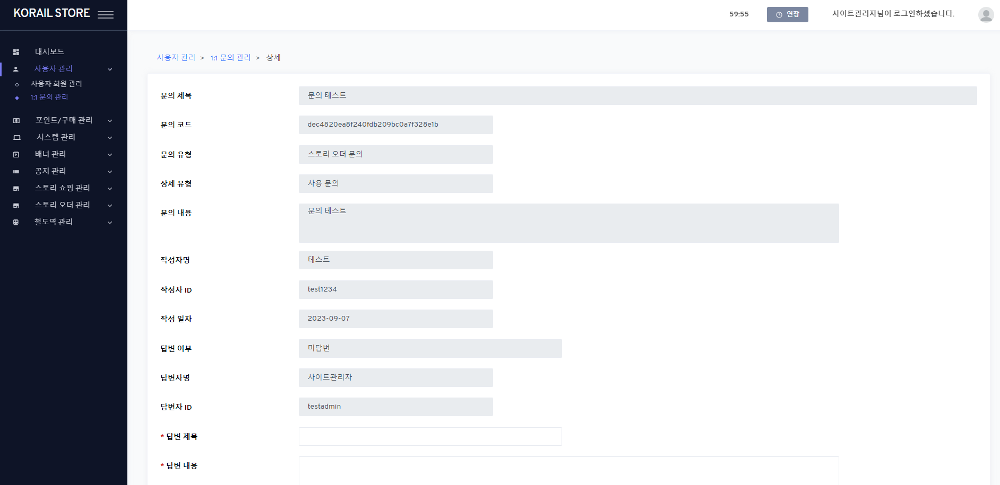 KORAIL STORE
59:55
연장
사이트관리자님이 로그인하셨습니다.
대시보드
사용자 관리
사용자 회원 관리
1:1 문의 관리
포인트/구매 관리
시스템 관리
배너 관리
공지 관리
스토리 쇼핑 관리
스토리 오더 관리
철도역 관리
사용자 관리 > 1:1 문의 관리 > 상세
문의 제목 문의 테스트
문의 코드 dec4820ea8f240fdb209bc0a7f328e1b
문의 유형 스토리 오더 문의
상세 유형 사용 문의
문의 내용 문의 테스트
작성자명 테스트
작성자 ID test1234
작성 일자 2023-09-07
답변 여부 미답변
답변자명 사이트관리자
답변자 ID testadmin
* 답변 제목
* 답변 내용